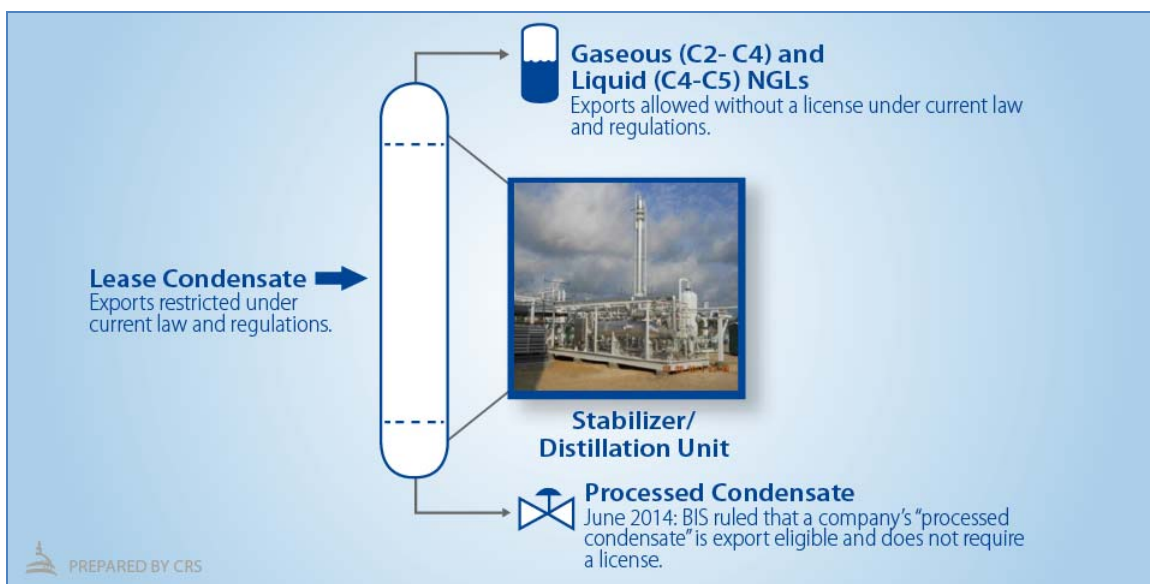 Gaseous (C2- C4) and
Liquid (C4-C5) NGLs
Exports allowed without a license under current law
and regulations.
Lease Condensate
Exports restricted under
current law and regulations.
Stabilizer/
Distillation Unit
Processed Condensate
June 2014: BIS ruled that a company's “processed
condensate” is export eligible and does not require
a license.
PREPARED BY CRS